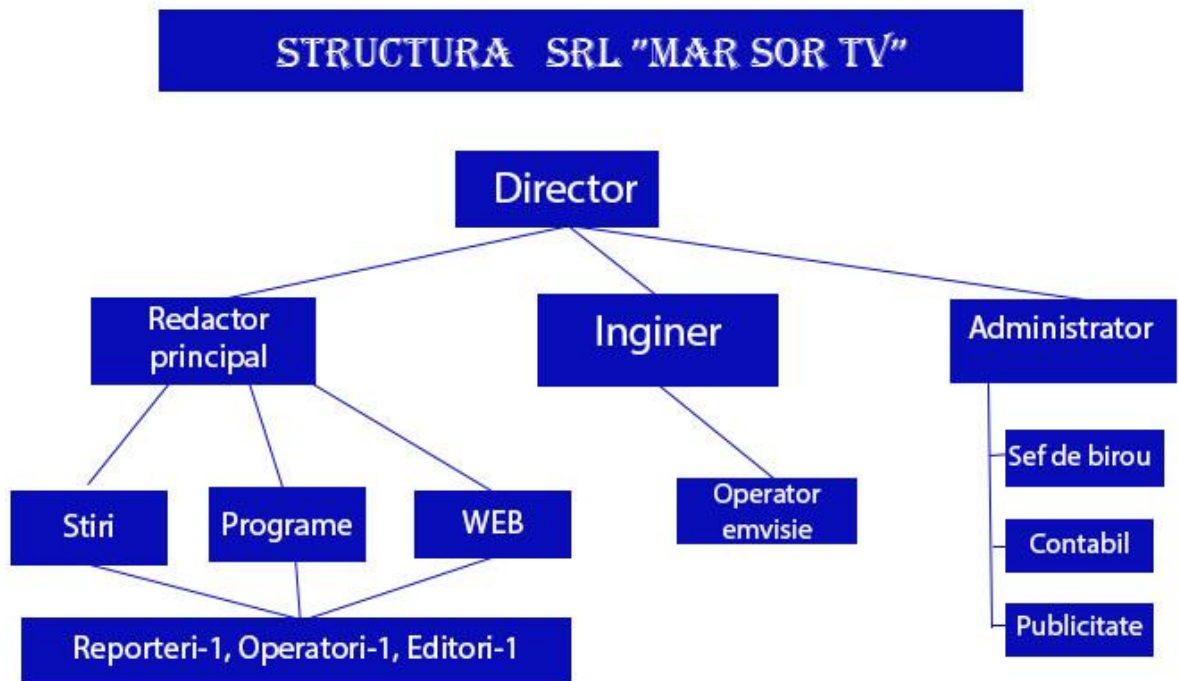 STRUCTURA SRL "MAR SOR TV"
Director
Redactor
principal
Inginer
Administrator
Sef de birou
Contabil
Publicitate
Stiri
Programe
WEB
Operator
emvisie
Reporteri-1, Operatori-1, Editori-1